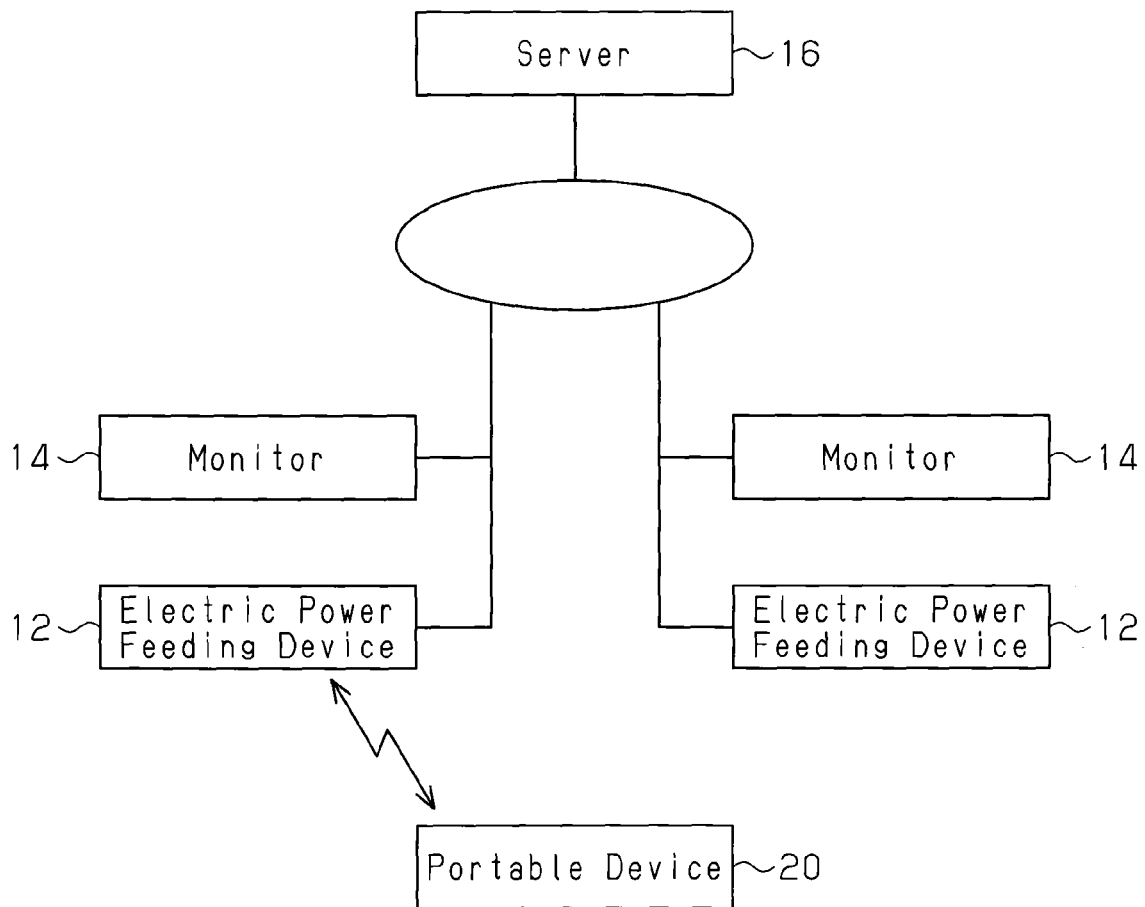 Server 16
14 Monitor
Monitor 14
12 Electric Power
Feeding Device
Electric Power
Feeding Device 12
Portable Device 20